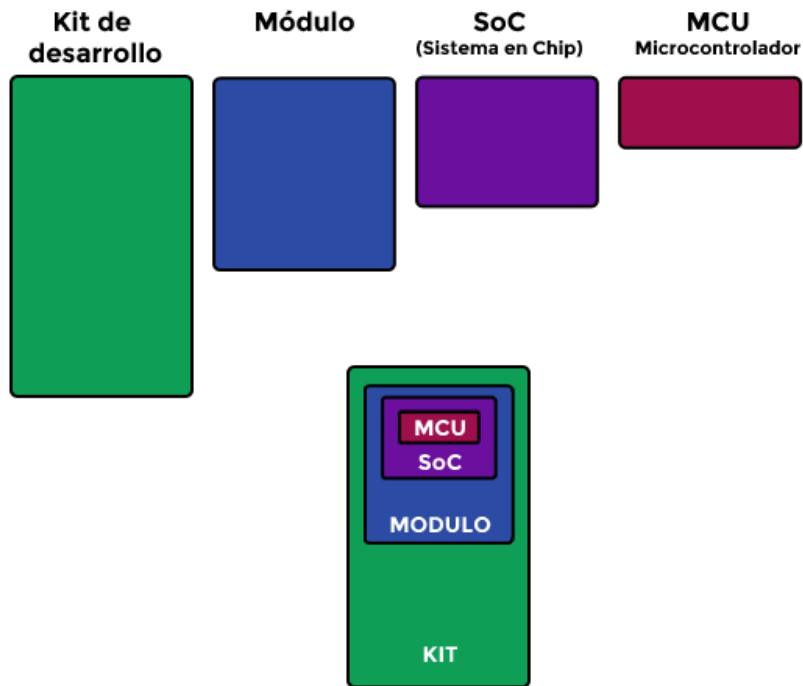 Kit de
desarrollo
Módulo
SoC
(Sistema en Chip)
MCU
Microcontrolador
MCU
SoC
MODULO
KIT